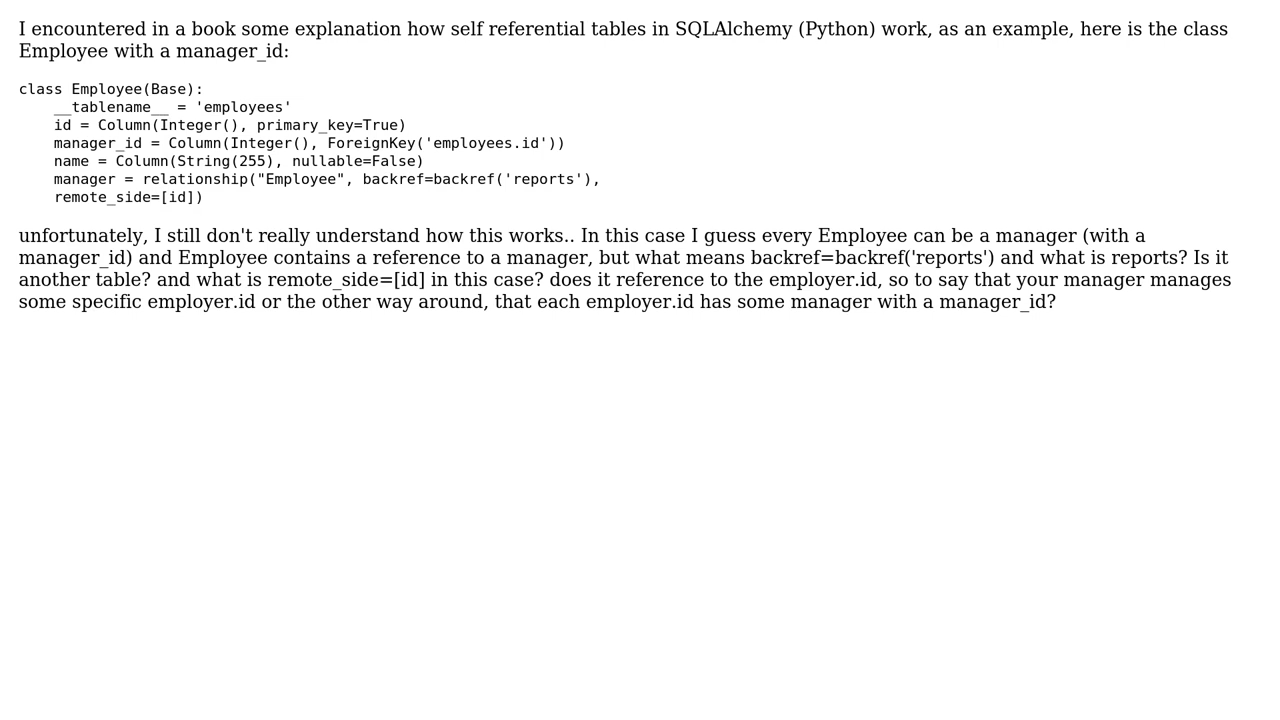 I encountered in a book some explanation how self referential tables in SQLAlchemy (Python) work, as an example, here is the class
Employee with a manager_id:
class Employee(Base):
    __tablename__ = 'employees'
    id = Column(Integer(), primary_key=True)
    manager_id = Column(Integer(), ForeignKey('employees.id'))
    name = Column(String(255), nullable=False)
    manager = relationship("Employee", backref=backref('reports'),
    remote_side=[id])
unfortunately, I still don't really understand how this works.. In this case I guess every Employee can be a manager (with a
manager_id) and Employee contains a reference to a manager, but what means backref=backref('reports') and what is reports? Is it
another table? and what is remote_side=[id] in this case? does it reference to the employer.id, so to say that your manager manages
some specific employer.id or the other way around, that each employer.id has some manager with a manager_id?